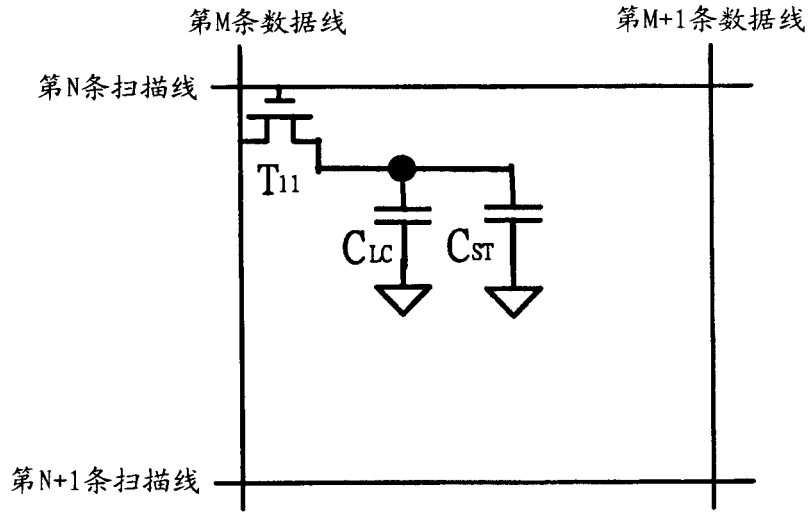 第M条数据线
第M+1条数据线
第N条扫描线
T11
CLC
CST
第N+1条扫描线